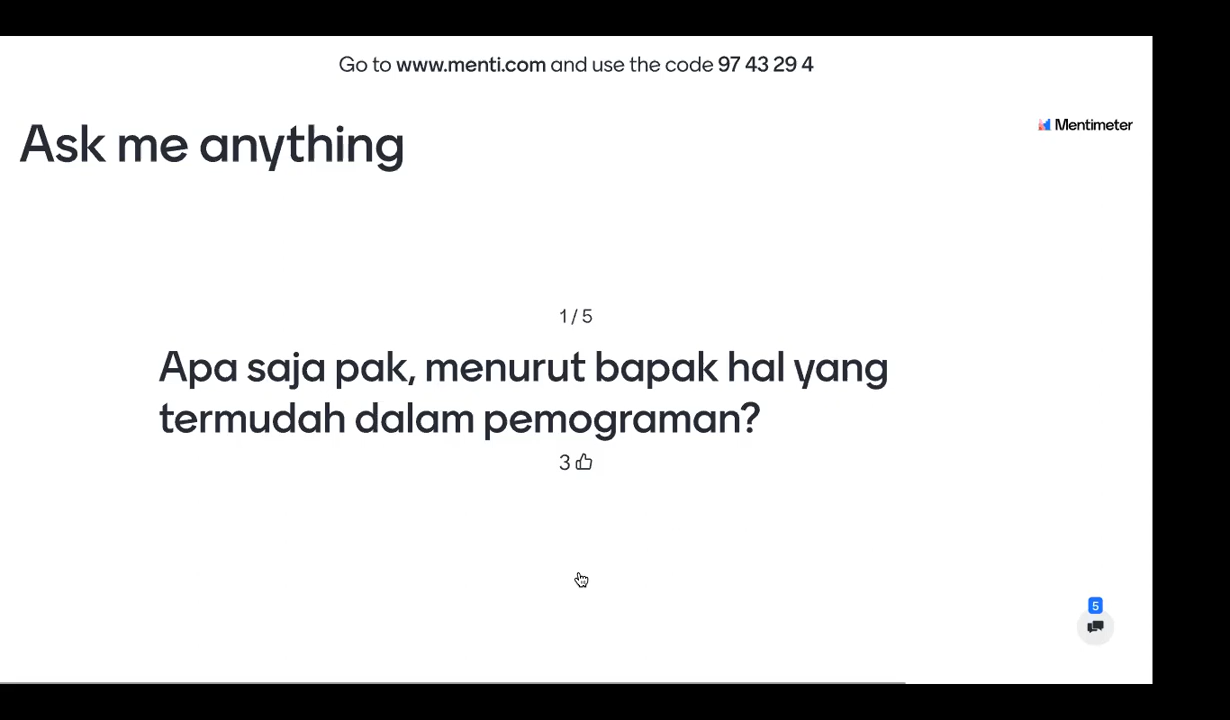 Go to www.menti.com and use the code 97 43 29 4
Ask me anything
Mentimeter
1 / 5
Apa saja pak, menurut bapak hal yang
termudah dalam pemograman?
3
5